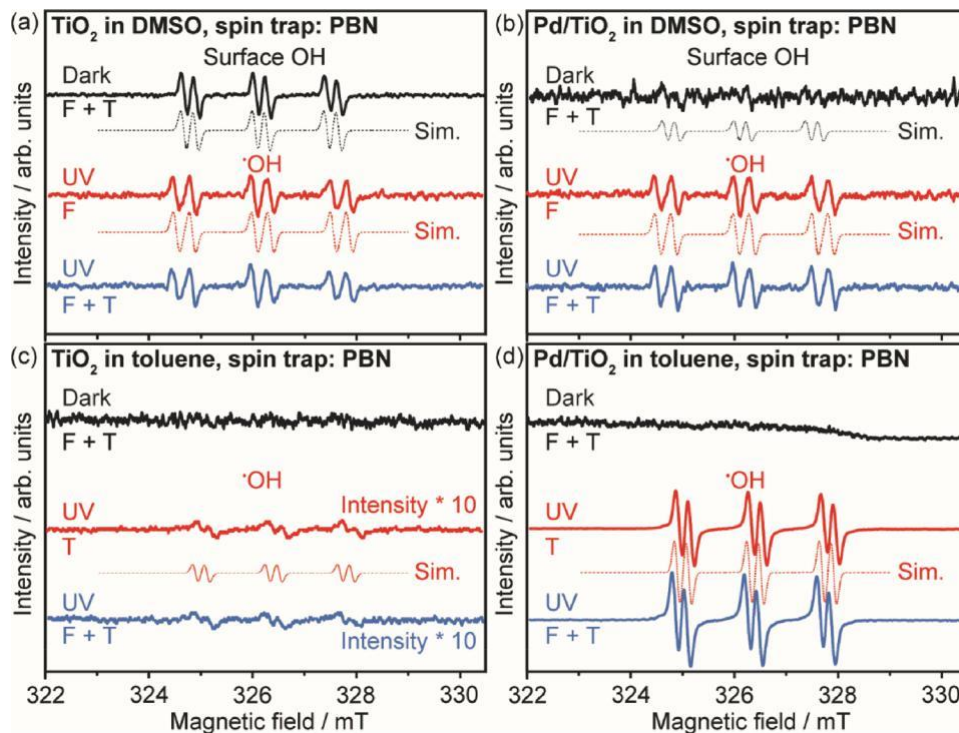 (a) TiO₂ in DMSO, spin trap: PBN
Surface OH
Dark
F + T
Sim.
•OH
UV
F
Sim.
UV
F + T
Intensity / arb. units
(b) Pd/TiO₂ in DMSO, spin trap: PBN
Surface OH
Dark
F + T
Sim.
•OH
UV
F
Sim.
UV
F + T
Intensity / arb. units
(c) TiO₂ in toluene, spin trap: PBN
Dark
F + T
•OH
UV
T
Intensity * 10
Sim.
UV
F + T
Intensity * 10
Intensity / arb. units
322 324 326 328 330
Magnetic field / mT
(d) Pd/TiO₂ in toluene, spin trap: PBN
Dark
F + T
•OH
UV
T
Sim.
UV
F + T
Intensity / arb. units
322 324 326 328 330
Magnetic field / mT